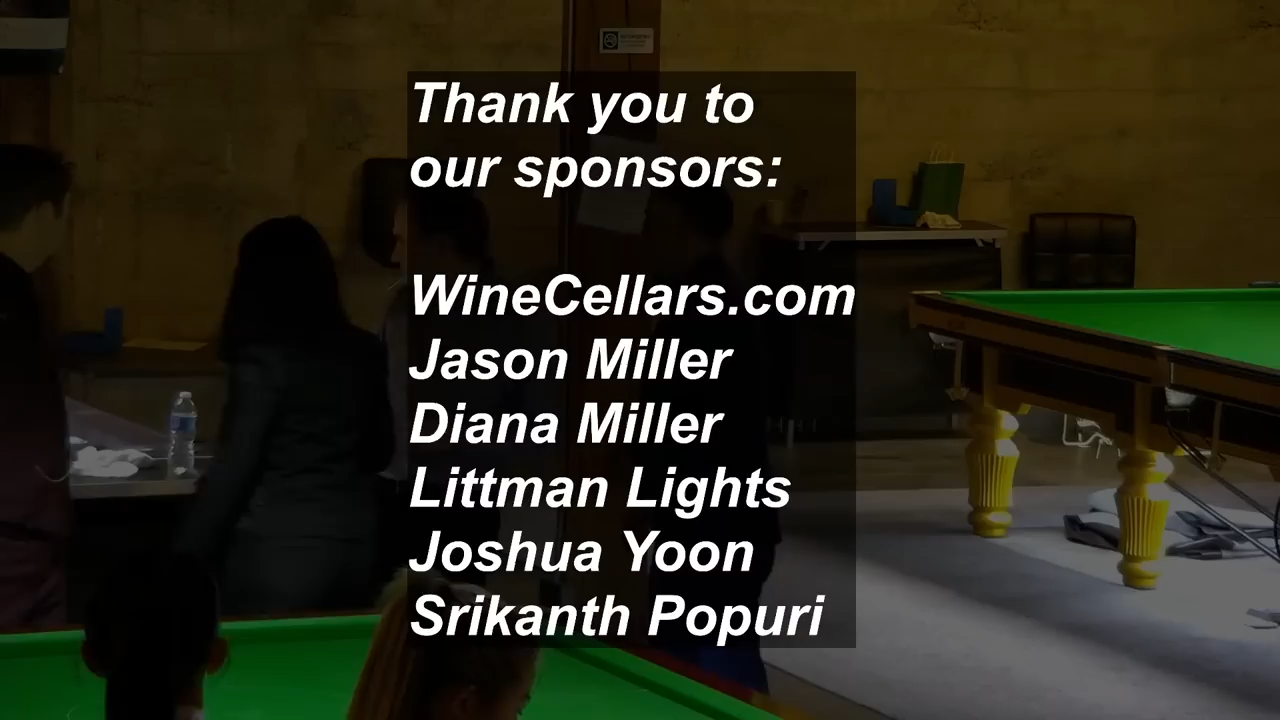 Thank you to
our sponsors:
WineCellars.com
Jason Miller
Diana Miller
Littman Lights
Joshua Yoon
Srikanth Popuri